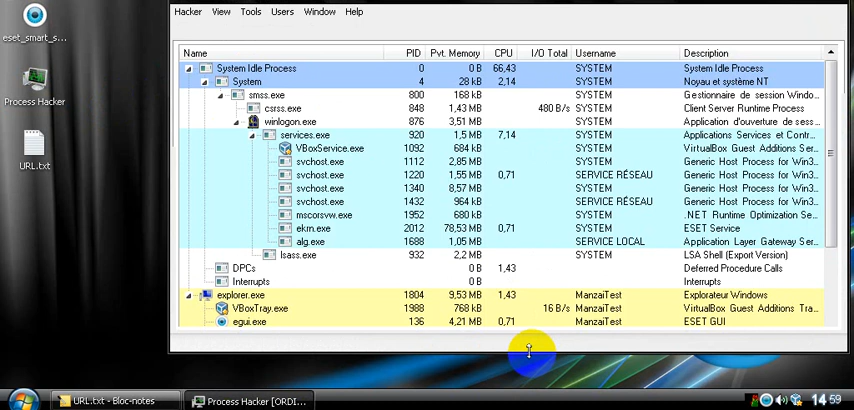 Hacker View Tools Users Window Help
eset_smart_s...
Process Hacker
URL.txt
Name PID Pvt. Memory CPU I/O Total Username Description
System Idle Process 0 0 B 66,43 SYSTEM System Idle Process
System 4 28 kB 2,14 SYSTEM Noyau et système NT
smss.exe 800 168 kB SYSTEM Gestionnaire de session Windo...
csrss.exe 848 1,43 MB 480 B/s SYSTEM Client Server Runtime Process
winlogon.exe 876 3,51 MB SYSTEM Application d'ouverture de sess...
services.exe 920 1,5 MB 7,14 SYSTEM Applications Services et Contr...
VBoxService.exe 1092 684 kB SYSTEM VirtualBox Guest Additions Ser...
svchost.exe 1112 2,85 MB SYSTEM Generic Host Process for Win3...
svchost.exe 1220 1,55 MB 0,71 SERVICE RÉSEAU Generic Host Process for Win3...
svchost.exe 1340 8,57 MB SYSTEM Generic Host Process for Win3...
svchost.exe 1432 964 kB SERVICE RÉSEAU Generic Host Process for Win3...
mscorsvw.exe 1952 680 kB SYSTEM .NET Runtime Optimization Se...
ekrn.exe 2012 78,53 MB 0,71 SYSTEM ESET Service
alg.exe 1688 1,05 MB SERVICE LOCAL Application Layer Gateway Ser...
lsass.exe 932 2,2 MB SYSTEM LSA Shell (Export Version)
DPCs 0 B 1,43 Deferred Procedure Calls
Interrupts 0 B Interrupts
explorer.exe 1804 9,53 MB 1,43 ManzaiTest Explorateur Windows
VBoxTray.exe 1988 768 kB 16 B/s ManzaiTest VirtualBox Guest Additions Tra...
egui.exe 136 4,21 MB 0,71 ManzaiTest ESET GUI
URL.txt - Bloc-notes Process Hacker [ORDI... 14 59